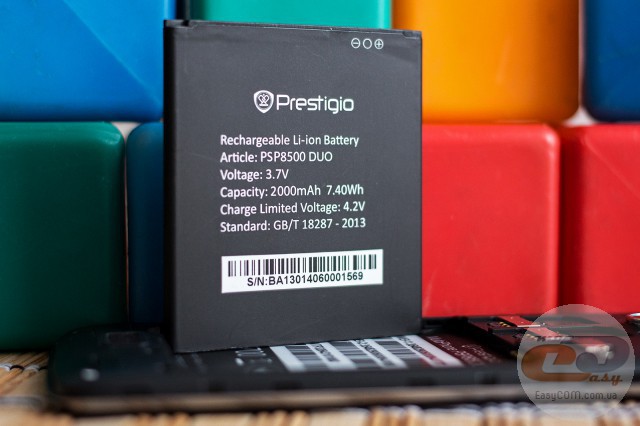 Prestigio
Rechargeable Li-ion Battery
Article: PSP8500 DUO
Voltage: 3.7V
Capacity: 2000mAh 7.40Wh
Charge Limited Voltage: 4.2V
Standard: GB/T 18287 - 2013
S/N:BA13014060001569
Easy
EasyCOM.com.ua